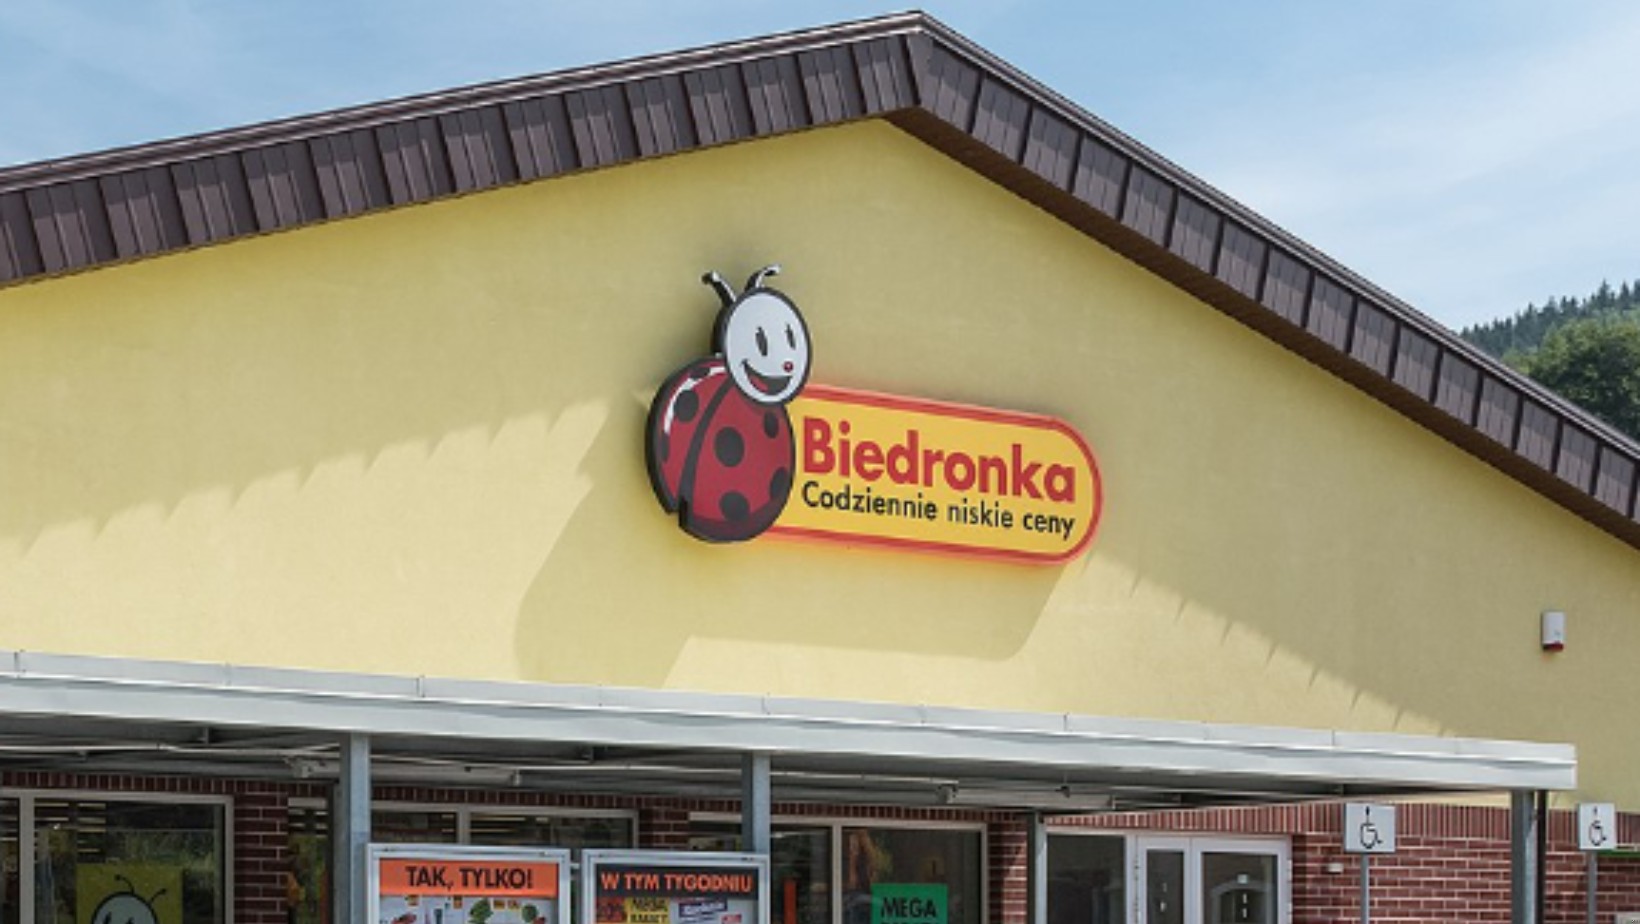 Biedronka
Codziennie niskie ceny
TAK, TYLKO!
W TYM TYGODNIU
MEGA